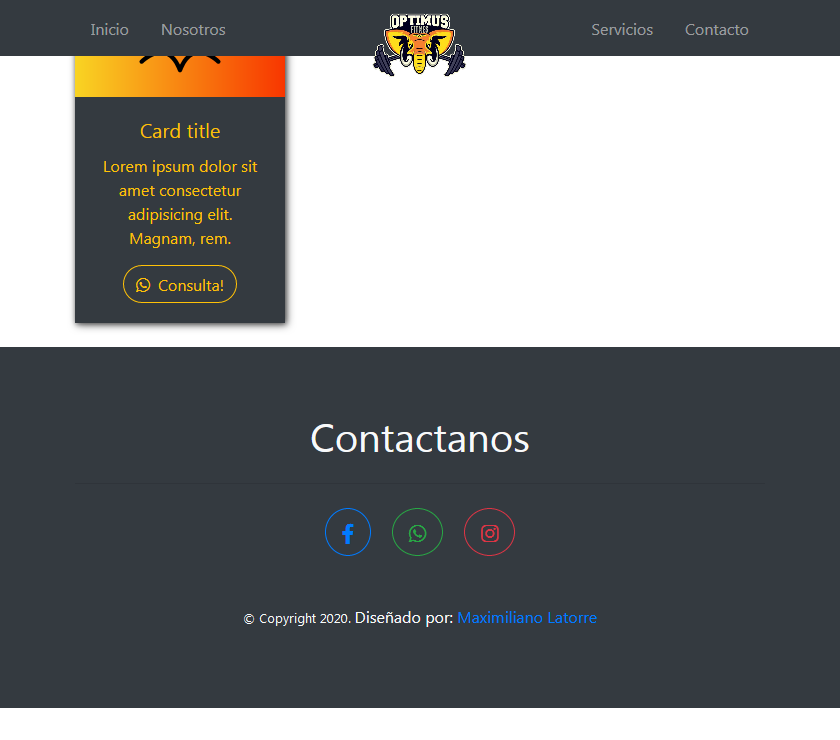 Inicio Nosotros OPTIMUS FITNESS Servicios Contacto
Card title
Lorem ipsum dolor sit
amet consectetur
adipisicing elit.
Magnam, rem.
Consulta!
Contactanos
© Copyright 2020. Diseñado por: Maximiliano Latorre